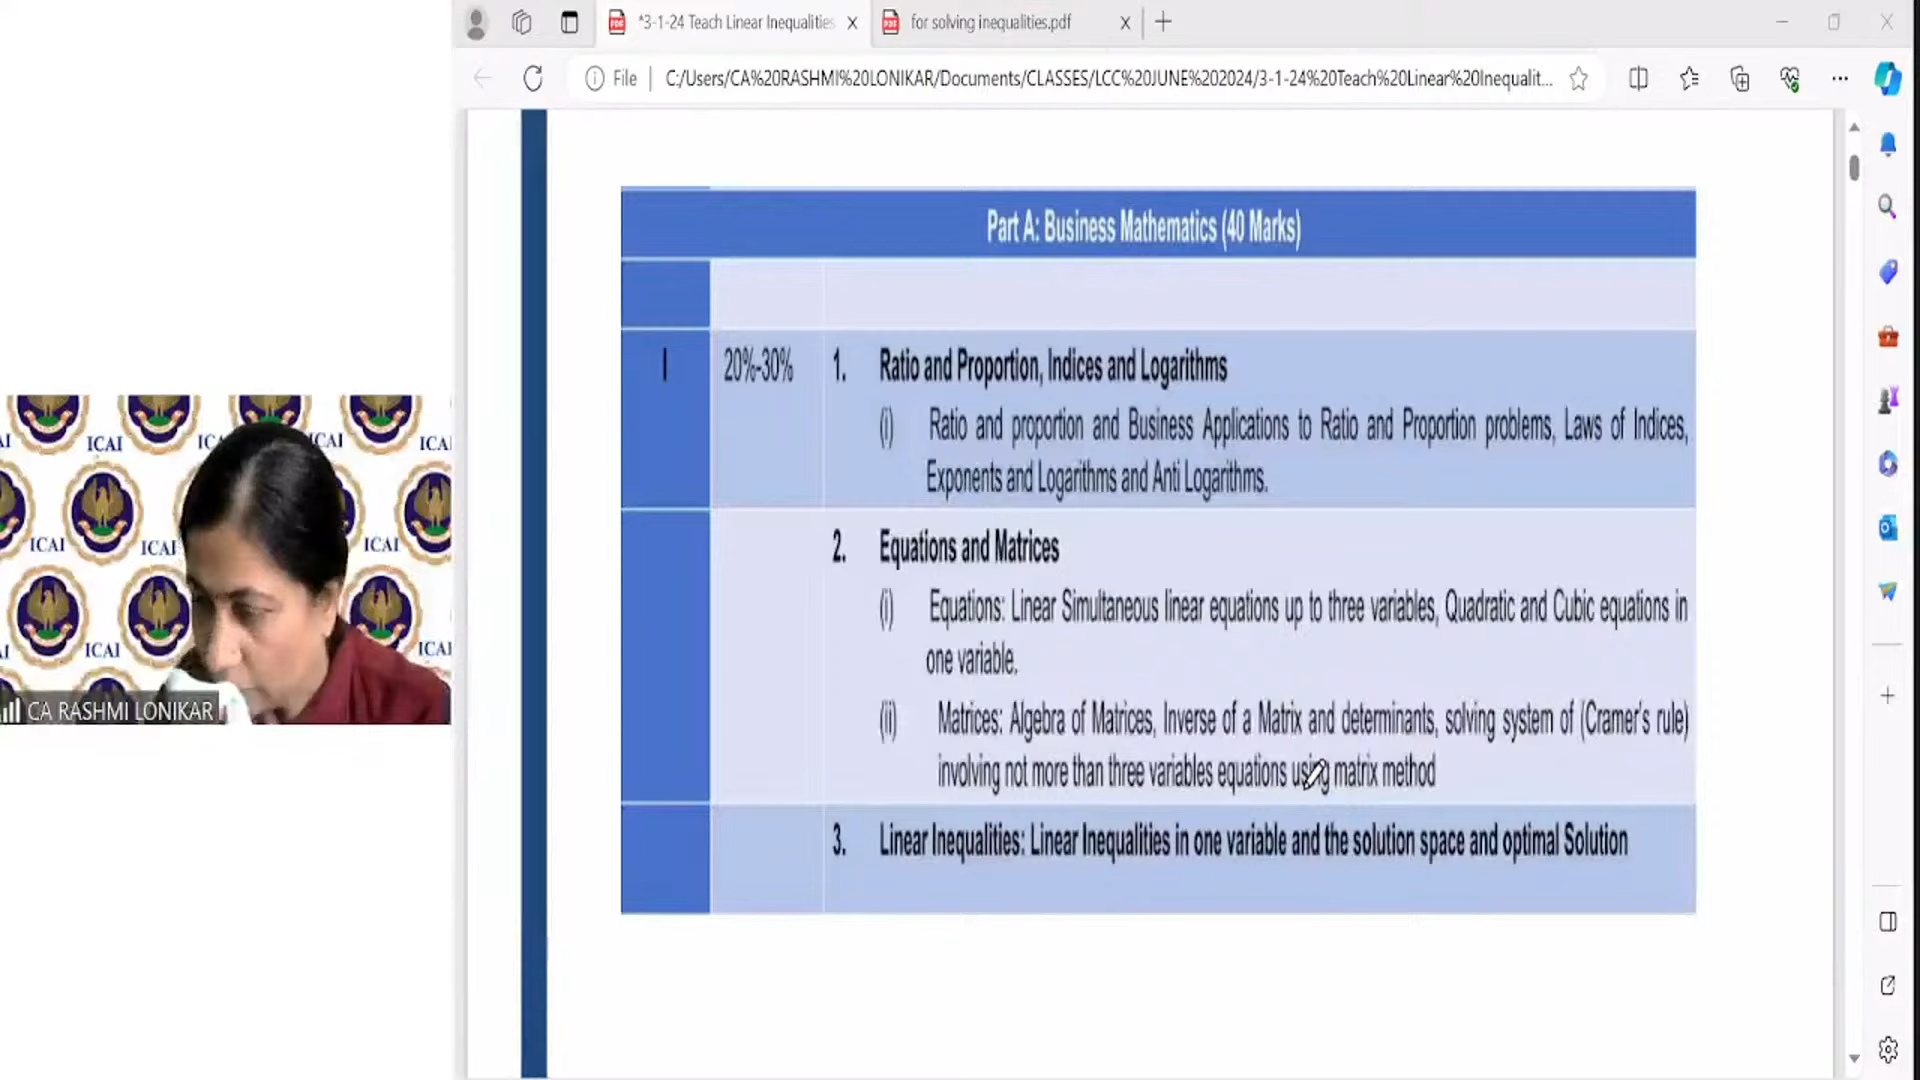 *3-1-24 Teach Linear Inequalities
for solving inequalities.pdf
File
C:/Users/CA%20RASHMI%20LONIKAR/Documents/CLASSES/LCC%20JUNE%202024/3-1-24%20Teach%20Linear%20Inequalit...
Part A: Business Mathematics (40 Marks)
I 20%-30% 1. Ratio and Proportion, Indices and Logarithms
(i) Ratio and proportion and Business Applications to Ratio and Proportion problems, Laws of Indices,
Exponents and Logarithms and Anti Logarithms.
2. Equations and Matrices
(i) Equations: Linear Simultaneous linear equations up to three variables, Quadratic and Cubic equations in
one variable.
(ii) Matrices: Algebra of Matrices, Inverse of a Matrix and determinants, solving system of (Cramer's rule)
involving not more than three variables equations using matrix method
3. Linear Inequalities: Linear Inequalities in one variable and the solution space and optimal Solution
ICAI
ICAI
ICAI
ICAI
ICAI
ICAI
CA RASHMI LONIKAR